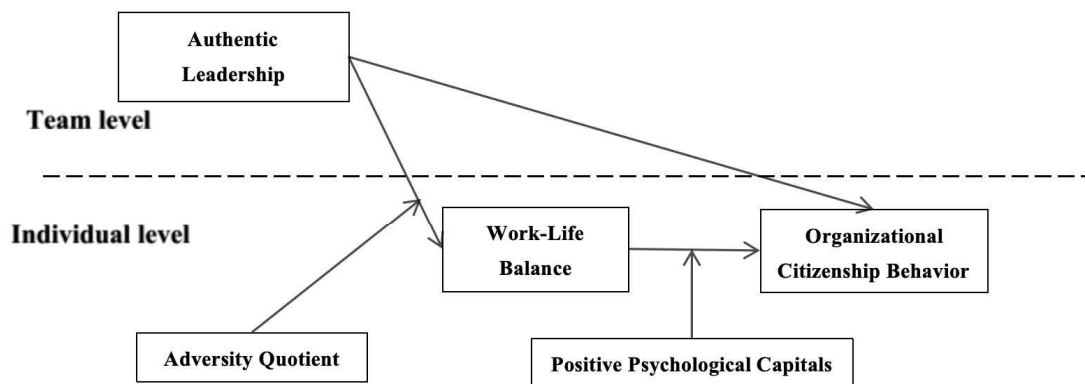 Authentic
Leadership
Team level
Individual level
Work-Life
Balance
Organizational
Citizenship Behavior
Adversity Quotient
Positive Psychological Capitals